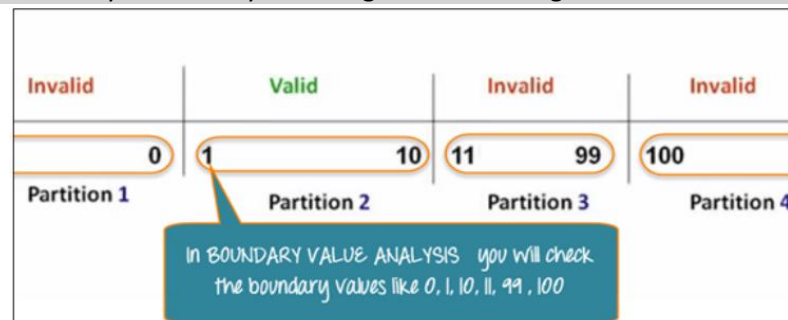 Invalid Valid Invalid Invalid
0 1 10 11 99 100
Partition 1 Partition 2 Partition 3 Partition 4
In BOUNDARY VALUE ANALYSIS you will check
the boundary values like 0, 1, 10, 11, 99 , 100